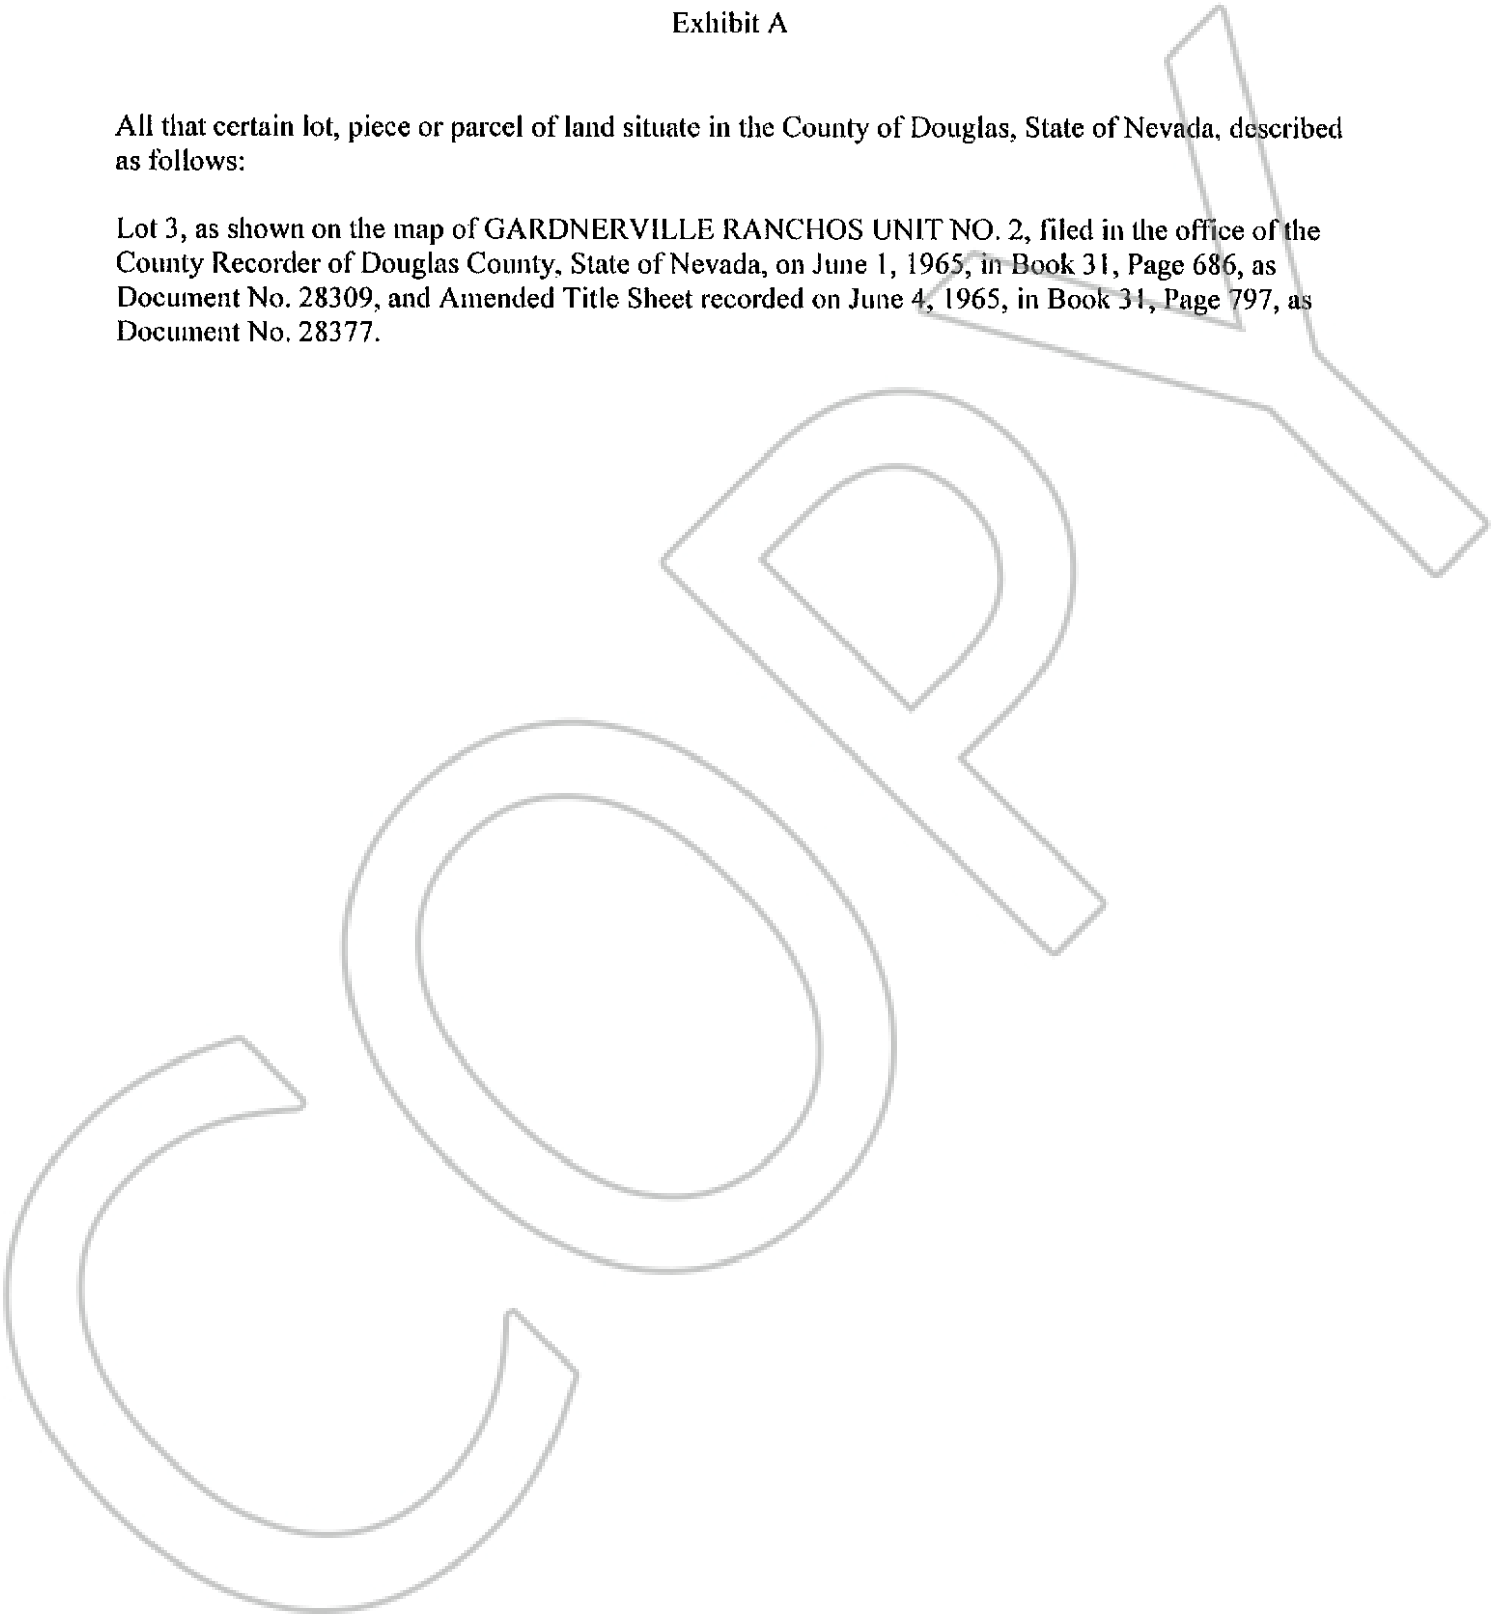 Exhibit A
All that certain lot, piece or parcel of land situate in the County of Douglas, State of Nevada, described
as follows:
Lot 3, as shown on the map of GARDNERVILLE RANCHOS UNIT NO. 2, filed in the office of the
County Recorder of Douglas County, State of Nevada, on June 1, 1965, in Book 31, Page 686, as
Document No. 28309, and Amended Title Sheet recorded on June 4, 1965, in Book 31, Page 797, as
Document No. 28377.
COPY